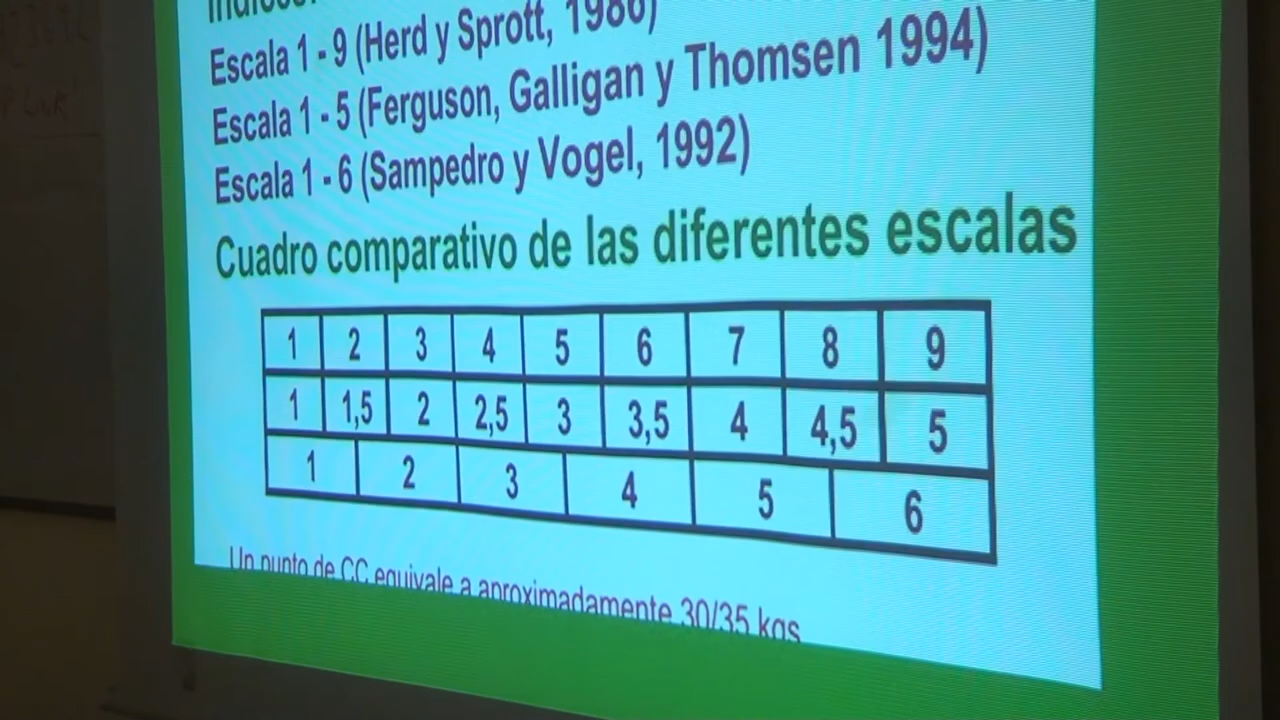 Escala 1 - 9 (Herd y Sprott, 1986)
Escala 1 - 5 (Ferguson, Galligan y Thomsen 1994)
Escala 1 - 6 (Sampedro y Vogel, 1992)
Cuadro comparativo de las diferentes escalas
1 2 3 4 5 6 7 8 9
1 1,5 2 2,5 3 3,5 4 4,5 5
1 2 3 4 5 6
Un punto de CC equivale a aproximadamente 30/35 kgs